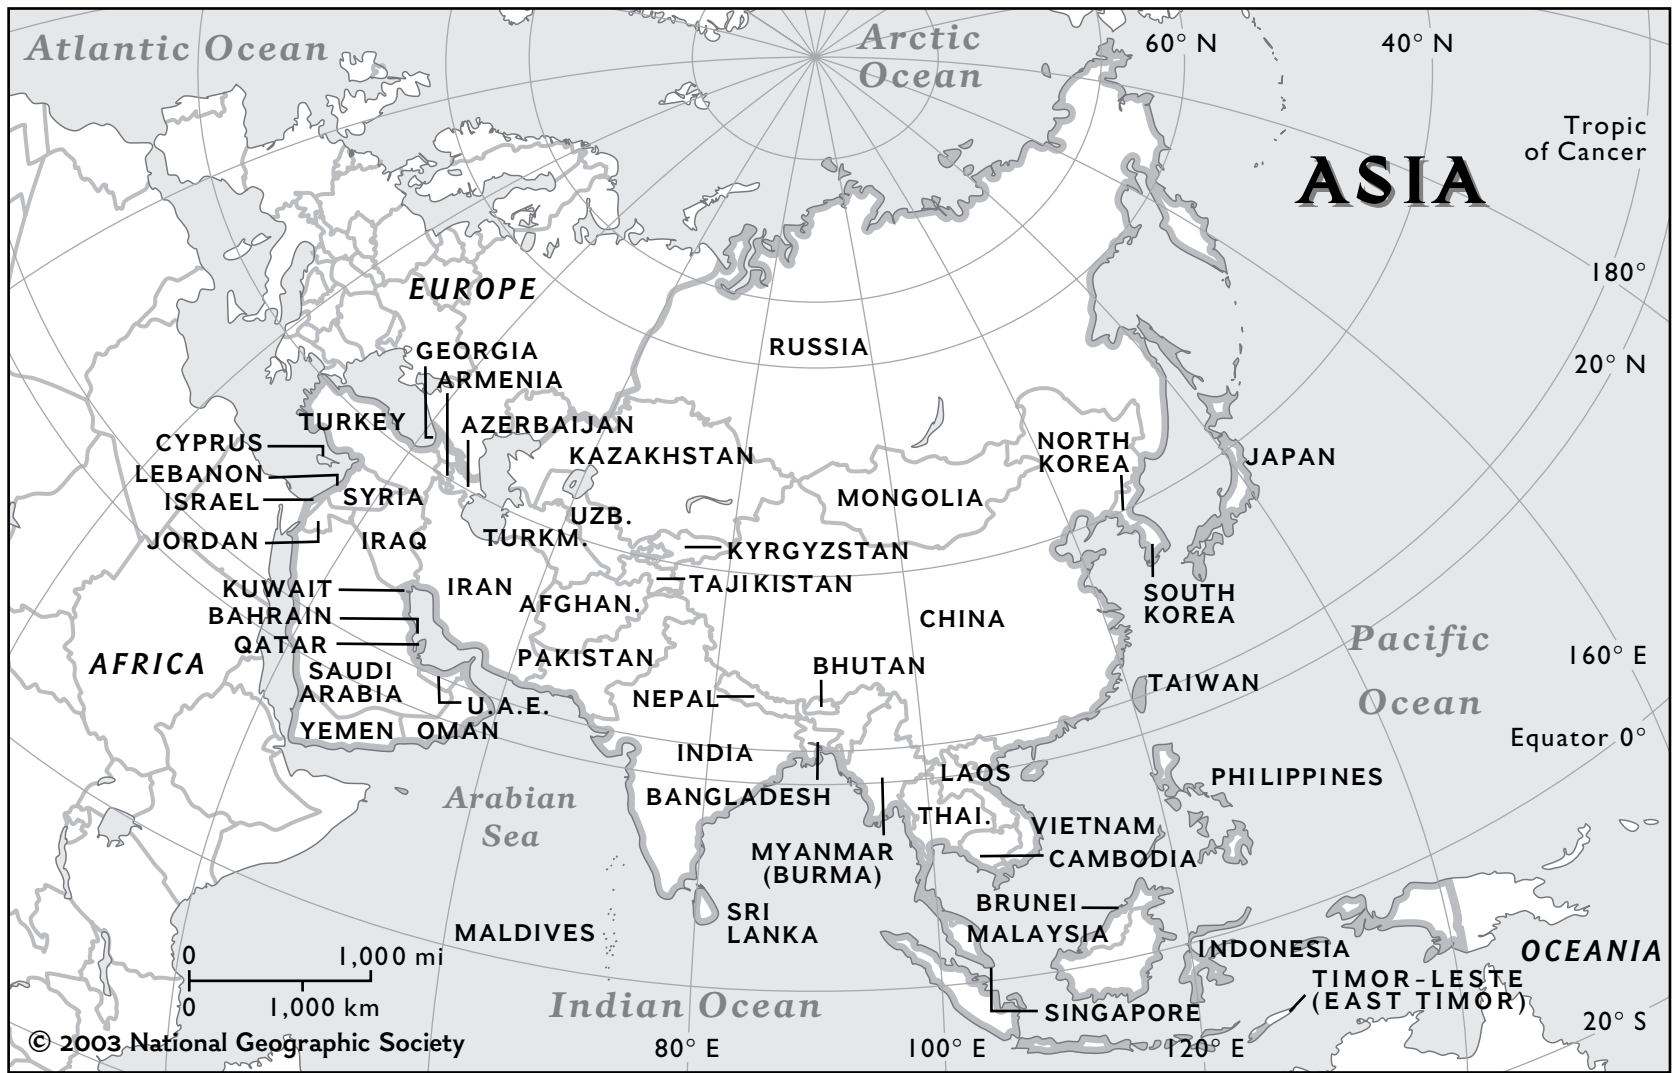 Atlantic Ocean
Arctic
Ocean
60° N
40° N
Tropic
of Cancer
ASIA
180°
EUROPE
GEORGIA
RUSSIA
20° N
ARMENIA
TURKEY
AZERBAIJAN
CYPRUS
KAZAKHSTAN
NORTH
KOREA
JAPAN
LEBANON
ISRAEL
SYRIA
MONGOLIA
UZB.
JORDAN
IRAQ
TURKM.
KYRGYZSTAN
KUWAIT
IRAN
TAJIKISTAN
SOUTH
KOREA
BAHRAIN
AFGHAN.
CHINA
QATAR
Pacific
Ocean
160° E
AFRICA
SAUDI
ARABIA
PAKISTAN
BHUTAN
NEPAL
TAIWAN
U.A.E.
YEMEN
OMAN
Equator 0°
INDIA
LAOS
PHILIPPINES
Arabian
Sea
BANGLADESH
THAI.
VIETNAM
MYANMAR
(BURMA)
CAMBODIA
BRUNEI
SRI
LANKA
MALDIVES
MALAYSIA
INDONESIA
OCEANIA
0
1,000 mi
TIMOR-LESTE
(EAST TIMOR)
0
1,000 km
Indian Ocean
SINGAPORE
20° S
© 2003 National Geographic Society
80° E
100° E
120° E